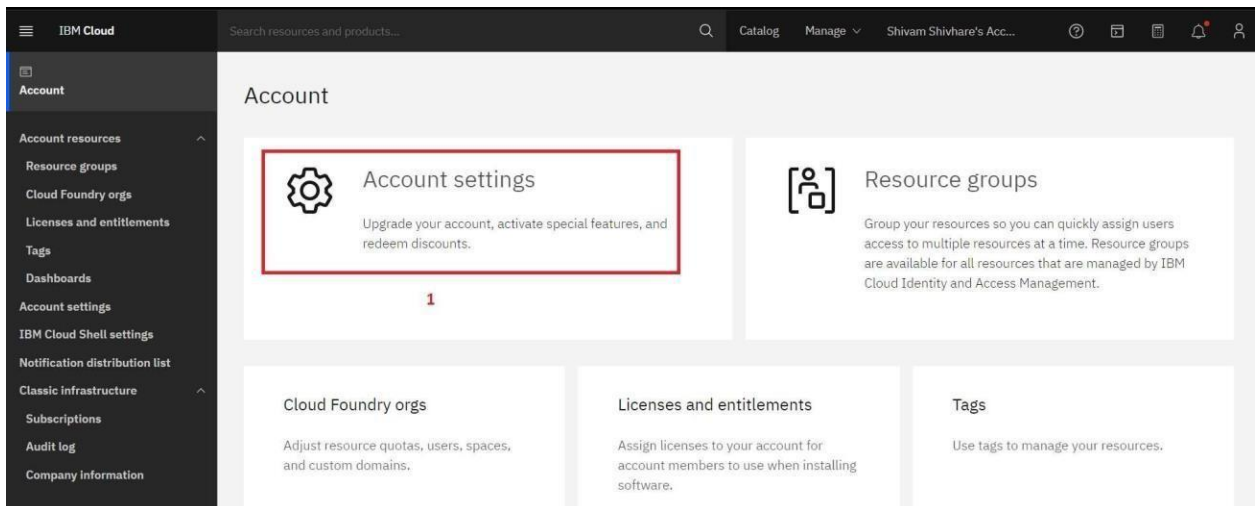 IBM Cloud
Search resources and products...
Catalog
Manage
Shivam Shivhare's Acc...
Account
Account resources
Resource groups
Cloud Foundry orgs
Licenses and entitlements
Tags
Dashboards
Account settings
IBM Cloud Shell settings
Notification distribution list
Classic infrastructure
Subscriptions
Audit log
Company information
Account
Account settings
Upgrade your account, activate special features, and
redeem discounts.
1
Resource groups
Group your resources so you can quickly assign users
access to multiple resources at a time. Resource groups
are available for all resources that are managed by IBM
Cloud Identity and Access Management.
Cloud Foundry orgs
Adjust resource quotas, users, spaces,
and custom domains.
Licenses and entitlements
Assign licenses to your account for
account members to use when installing
software.
Tags
Use tags to manage your resources.